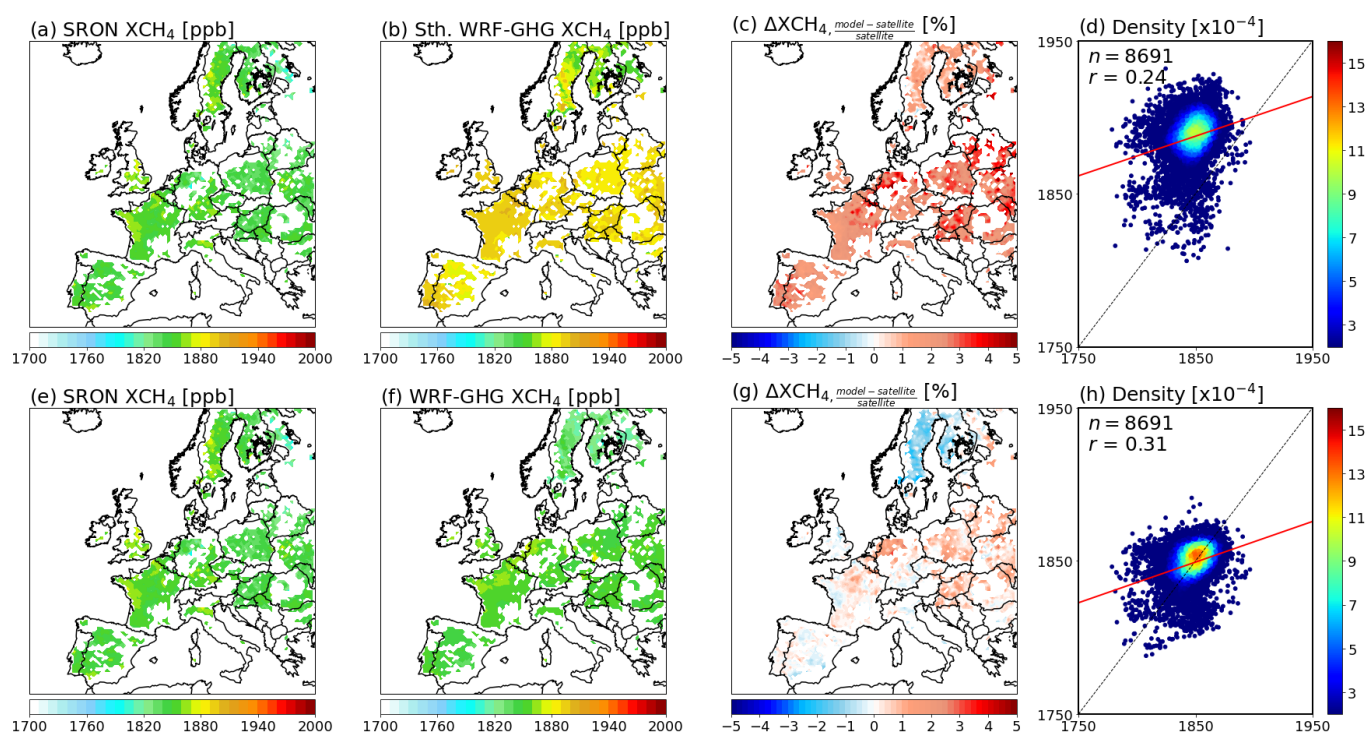 (a) SRON XCH₄ [ppb]
(b) Sth. WRF-GHG XCH₄ [ppb]
(c) ΔXCH₄, model−satellite/satellite [%]
(d) Density [x10⁻⁴]
n = 8691
r = 0.24
1950
1850
1750
1750 1850 1950
15
13
11
9
7
5
3
1700 1760 1820 1880 1940 2000
1700 1760 1820 1880 1940 2000
−5 −4 −3 −2 −1 0 1 2 3 4 5
(e) SRON XCH₄ [ppb]
(f) WRF-GHG XCH₄ [ppb]
(g) ΔXCH₄, model−satellite/satellite [%]
(h) Density [x10⁻⁴]
n = 8691
r = 0.31
1950
1850
1750
1750 1850 1950
15
13
11
9
7
5
3
1700 1760 1820 1880 1940 2000
1700 1760 1820 1880 1940 2000
−5 −4 −3 −2 −1 0 1 2 3 4 5